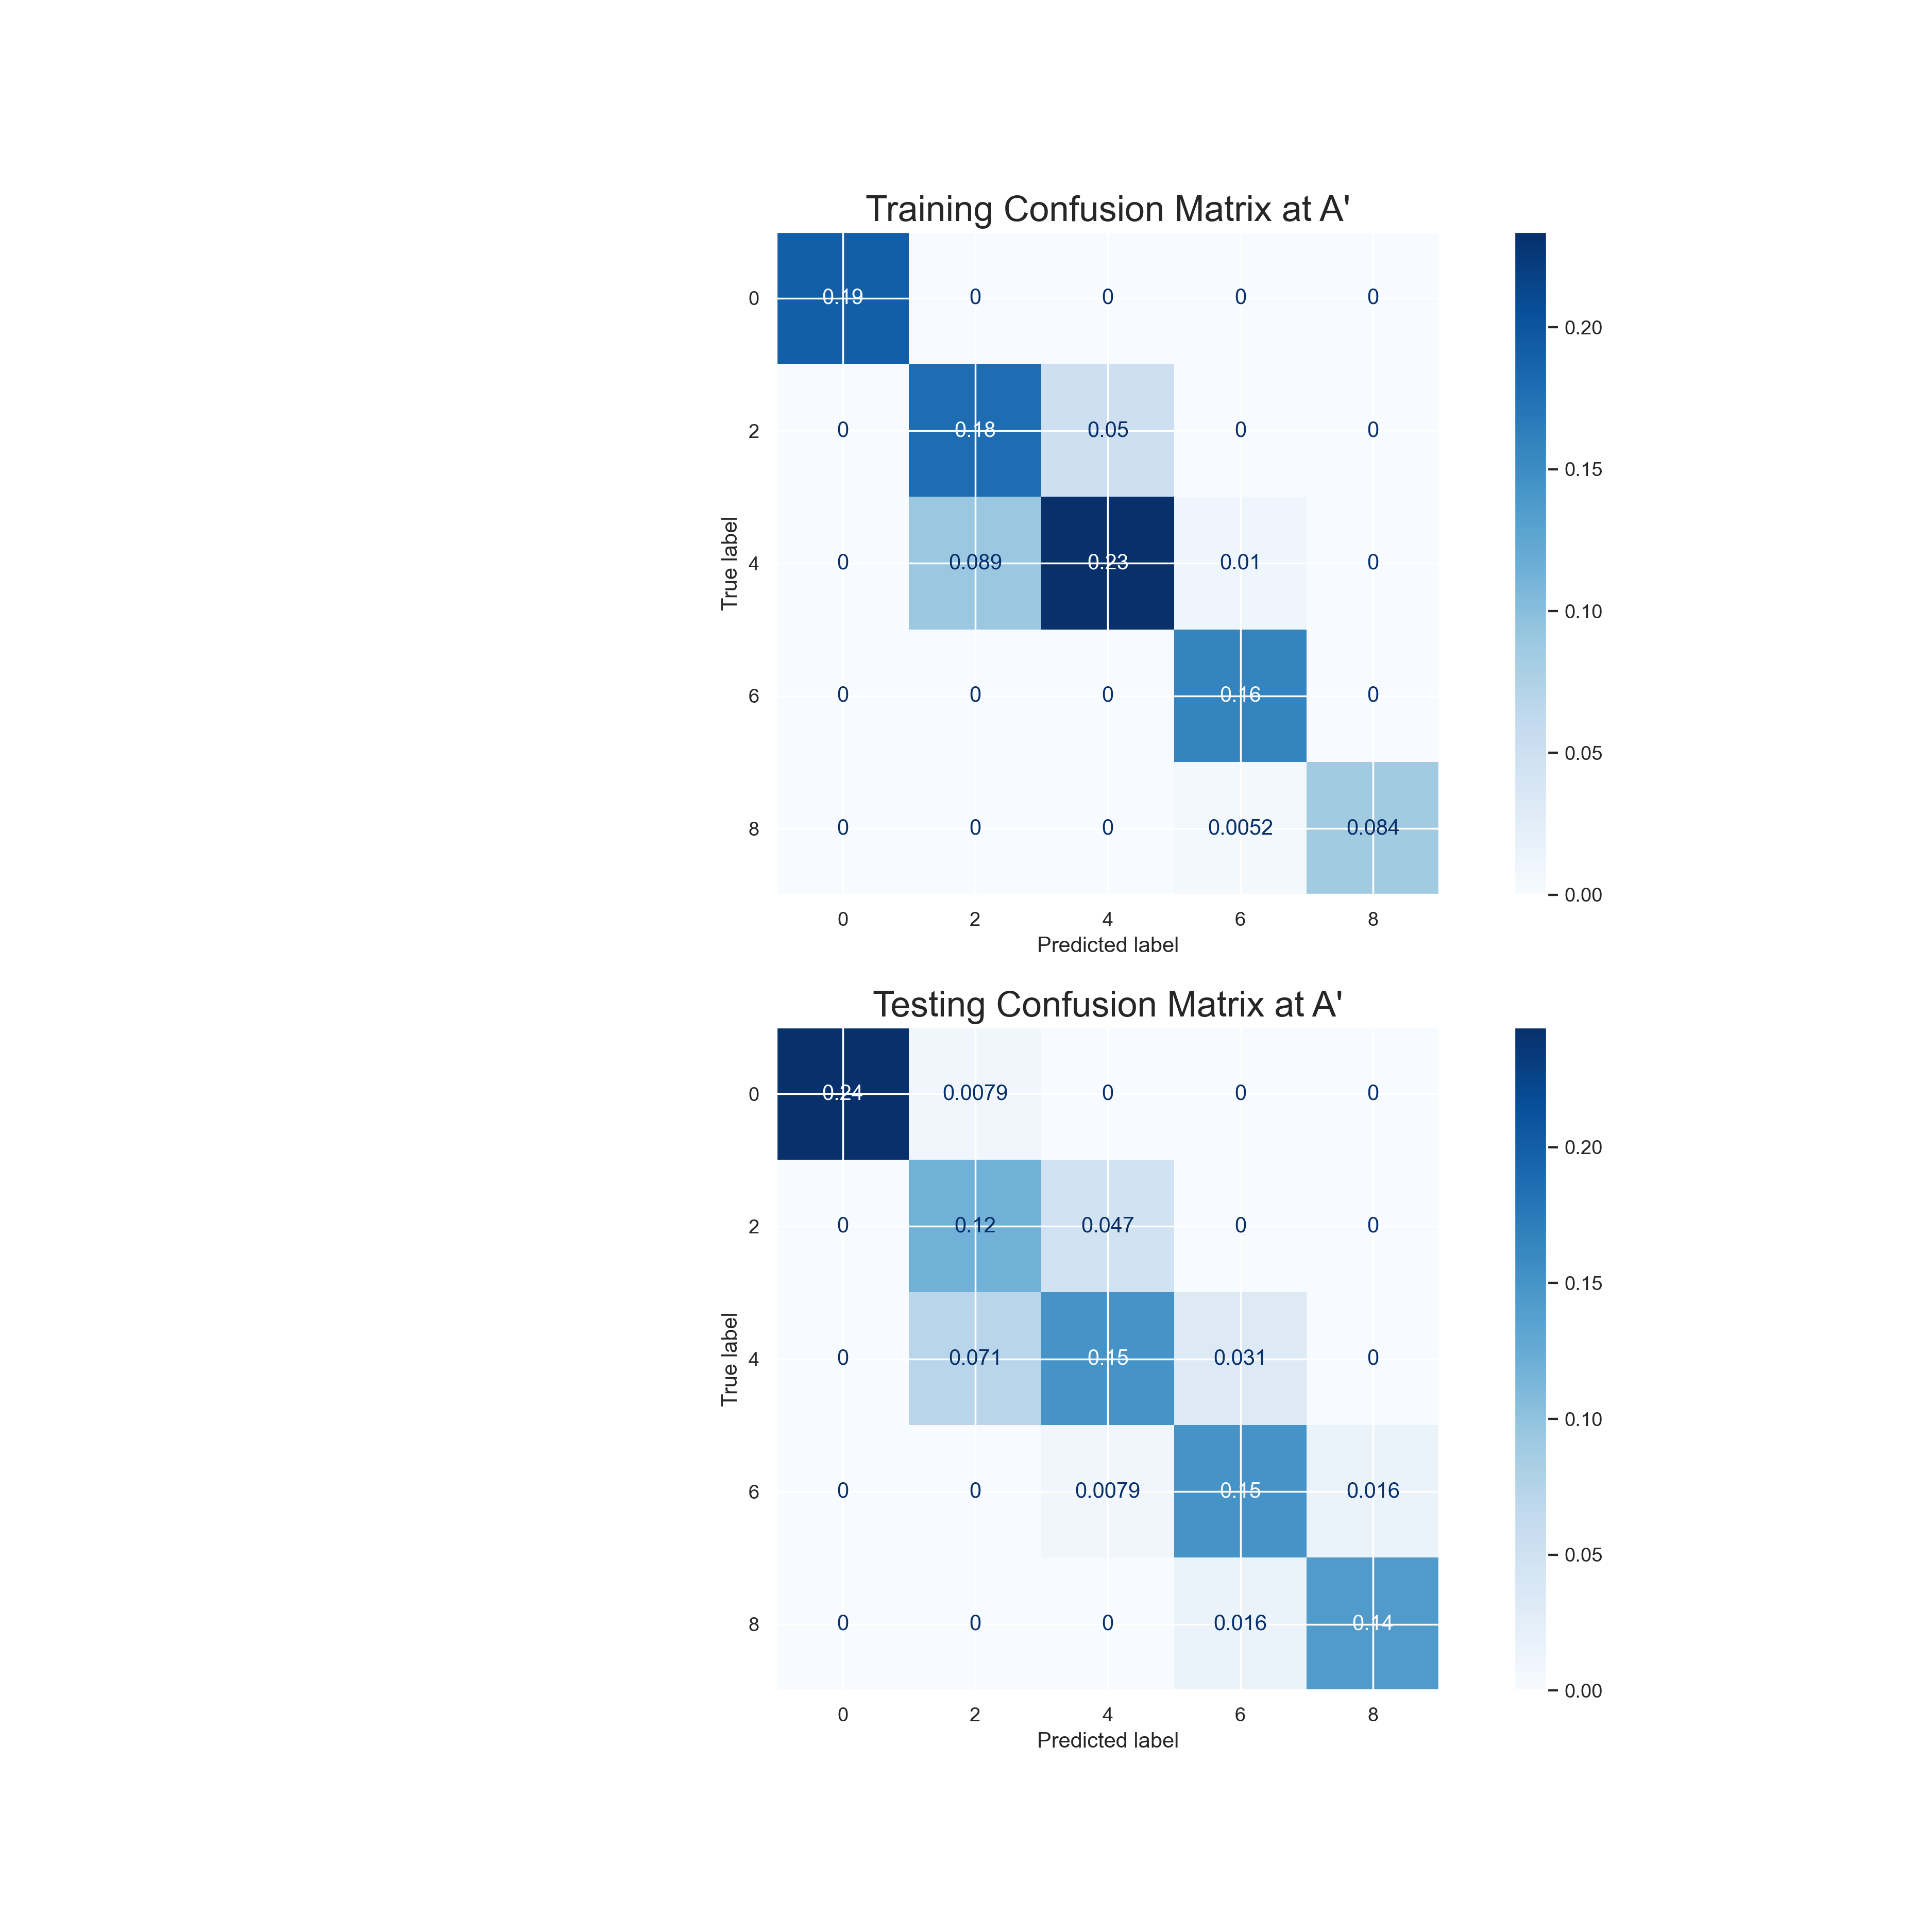 Training Confusion Matrix at A'
0 0.19 0 0 0 0
2 0 0.18 0.05 0 0
4 0 0.089 0.23 0.01 0
6 0 0 0 0.16 0
8 0 0 0 0.0052 0.084
0 2 4 6 8
Predicted label
True label
0.20
0.15
0.10
0.05
0.00
Testing Confusion Matrix at A'
0 0.24 0.0079 0 0 0
2 0 0.12 0.047 0 0
4 0 0.071 0.15 0.031 0
6 0 0 0.0079 0.15 0.016
8 0 0 0 0.016 0.14
0 2 4 6 8
Predicted label
True label
0.20
0.15
0.10
0.05
0.00